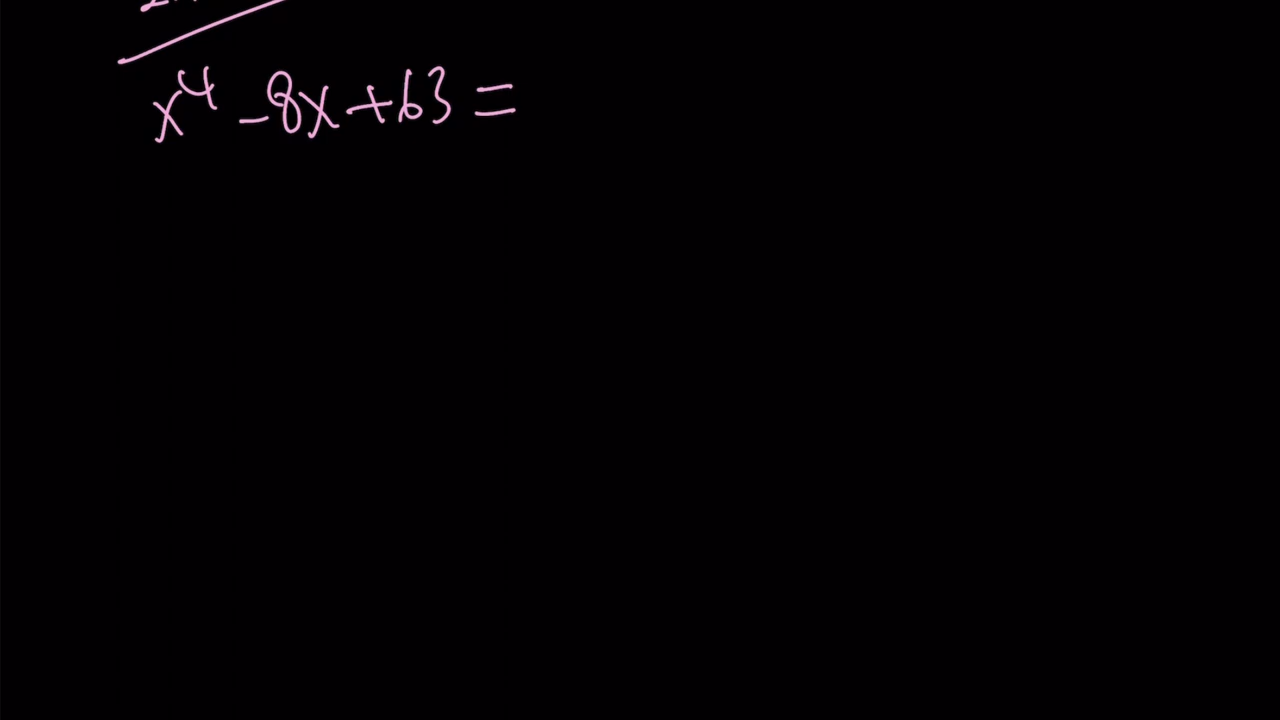 x⁴ -8x +63 =